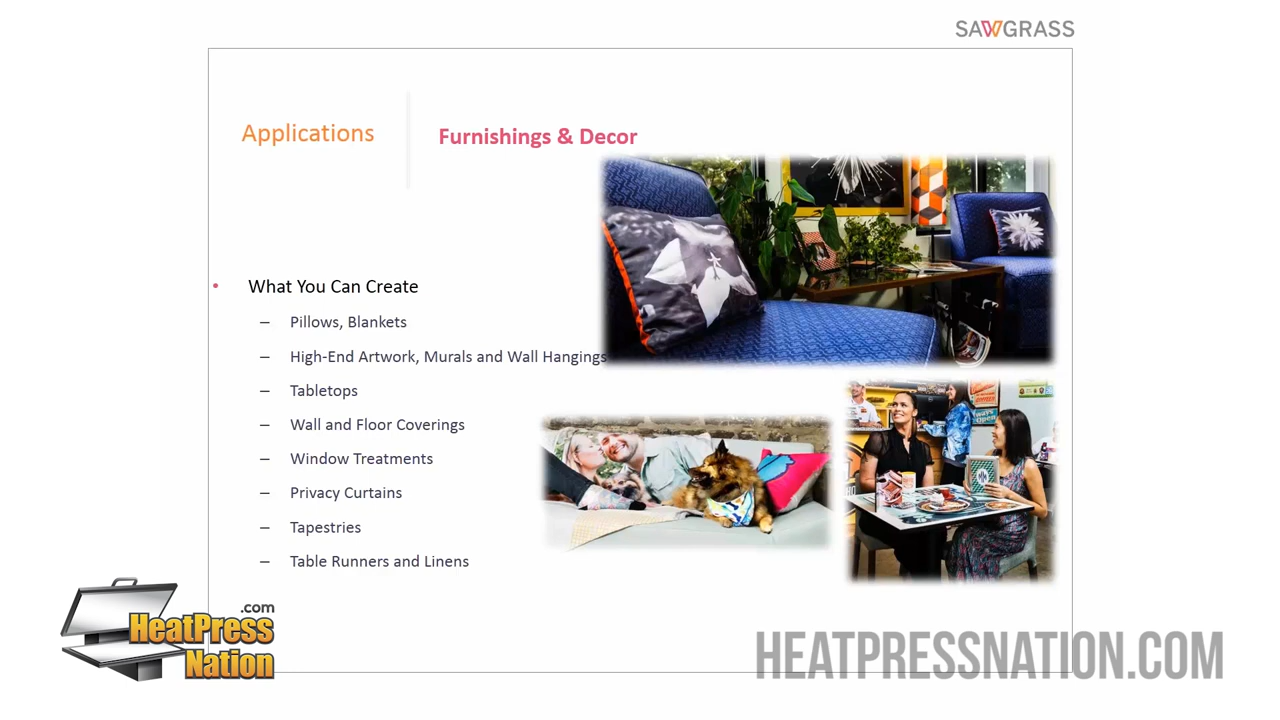 SAWGRASS
Applications
Furnishings & Decor
• What You Can Create
– Pillows, Blankets
– High-End Artwork, Murals and Wall Hangings
– Tabletops
– Wall and Floor Coverings
– Window Treatments
– Privacy Curtains
– Tapestries
– Table Runners and Linens
.com
HeatPress
Nation
HEATPRESSNATION.COM